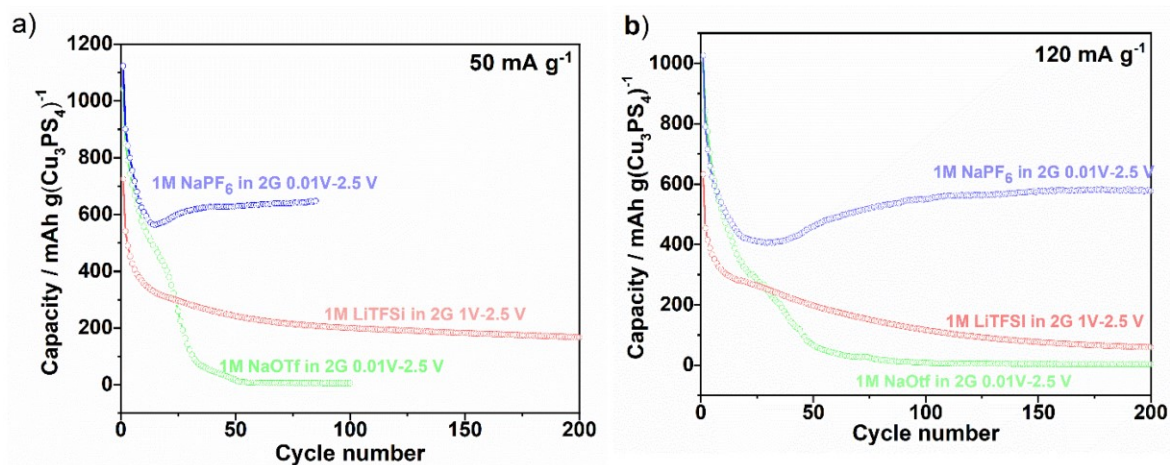 a)
50 mA g⁻¹
Capacity / mAh g(Cu₃PS₄)⁻¹
1200
1000
800
600
400
200
0
1M NaPF₆ in 2G 0.01V-2.5 V
1M LiTFSi in 2G 1V-2.5 V
1M NaOTf in 2G 0.01V-2.5 V
0 50 100 150 200
Cycle number
b)
120 mA g⁻¹
Capacity / mAh g(Cu₃PS₄)⁻¹
1000
800
600
400
200
0
1M NaPF₆ in 2G 0.01V-2.5 V
1M LiTFSI in 2G 1V-2.5 V
1M NaOtf in 2G 0.01V-2.5 V
0 50 100 150 200
Cycle number